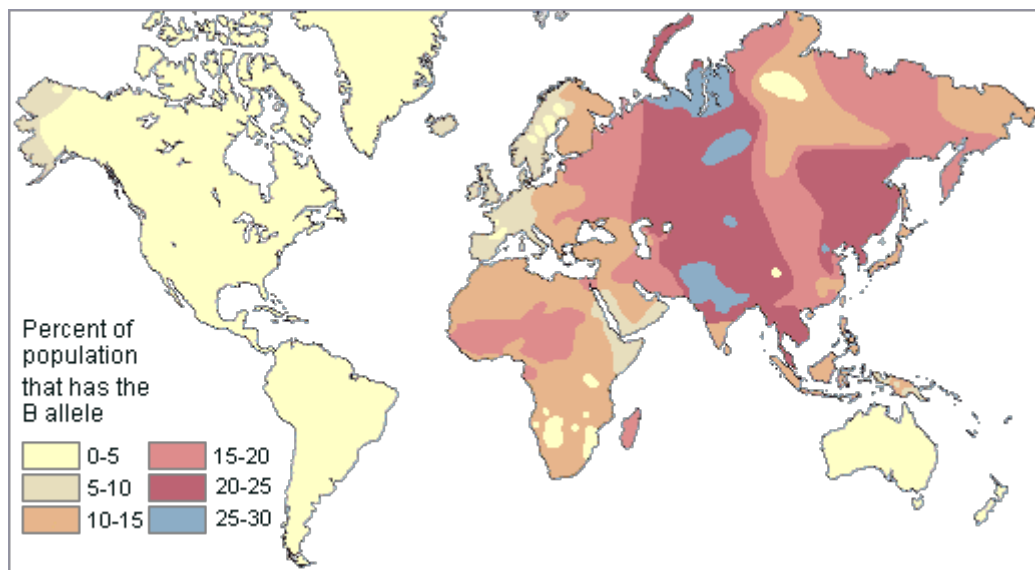 Percent of
population
that has the
B allele
0-5
15-20
5-10
20-25
10-15
25-30